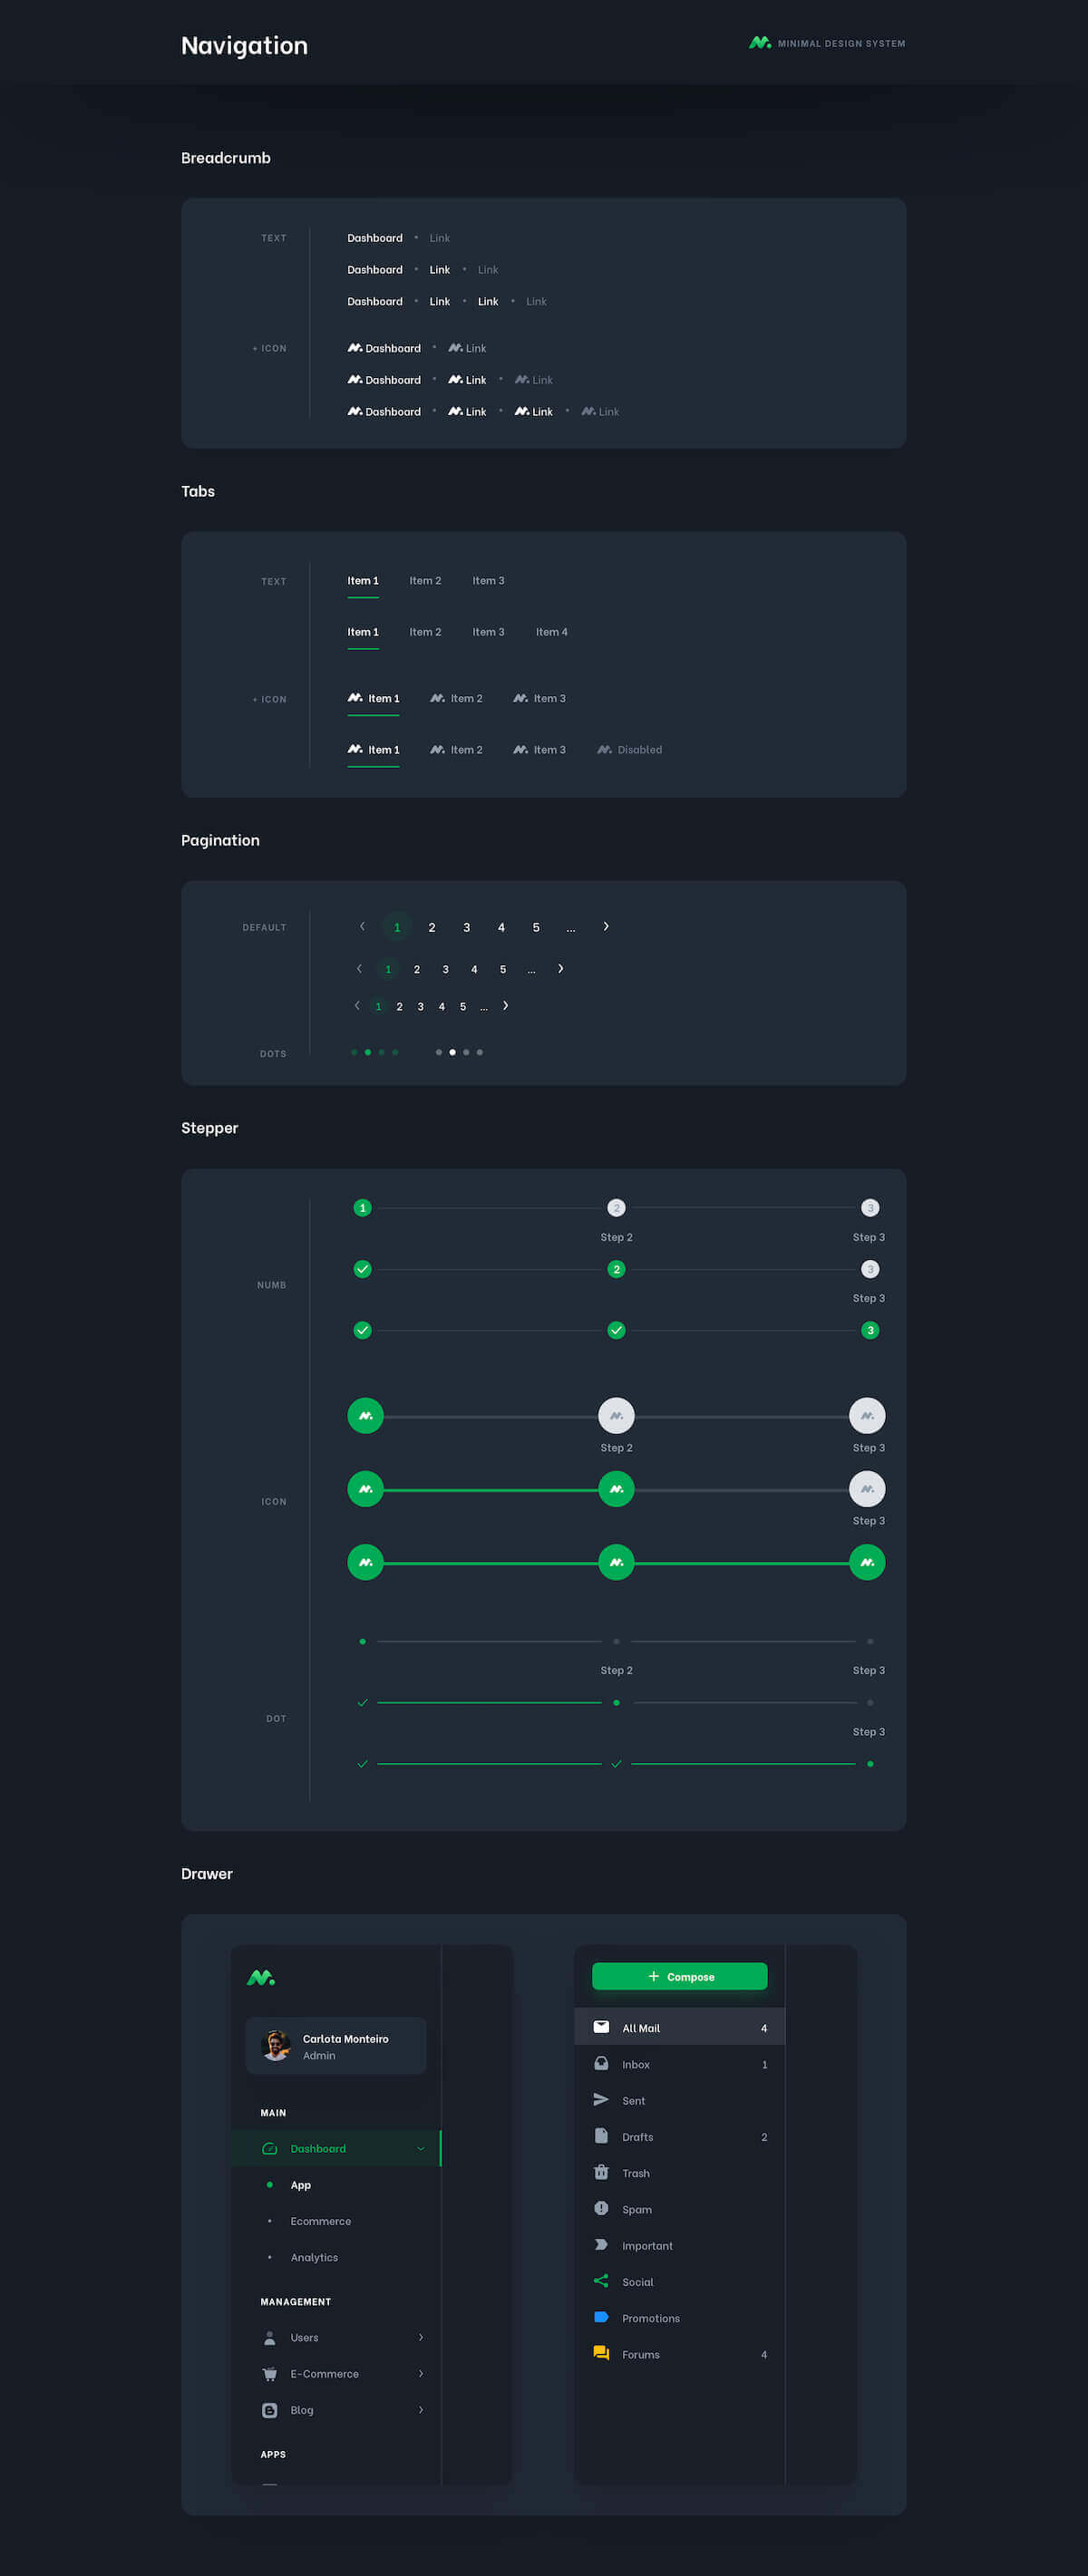 Navigation
MINIMAL DESIGN SYSTEM
Breadcrumb
TEXT
Dashboard • Link
Dashboard • Link • Link
Dashboard • Link • Link • Link
+ ICON
Dashboard • Link
Dashboard • Link • Link
Dashboard • Link • Link • Link
Tabs
TEXT
Item 1 Item 2 Item 3
Item 1 Item 2 Item 3 Item 4
+ ICON
Item 1 Item 2 Item 3
Item 1 Item 2 Item 3 Disabled
Pagination
DEFAULT
1 2 3 4 5 ...
1 2 3 4 5 ...
1 2 3 4 5 ...
DOTS
Stepper
NUMB
1 2 3
Step 2 Step 3
2 3
Step 3
3
ICON
Step 2 Step 3
Step 3
DOT
Step 2 Step 3
Step 3
Drawer
Carlota Monteiro
Admin
MAIN
Dashboard
App
Ecommerce
Analytics
MANAGEMENT
Users
E-Commerce
Blog
APPS
+ Compose
All Mail 4
Inbox 1
Sent
Drafts 2
Trash
Spam
Important
Social
Promotions
Forums 4